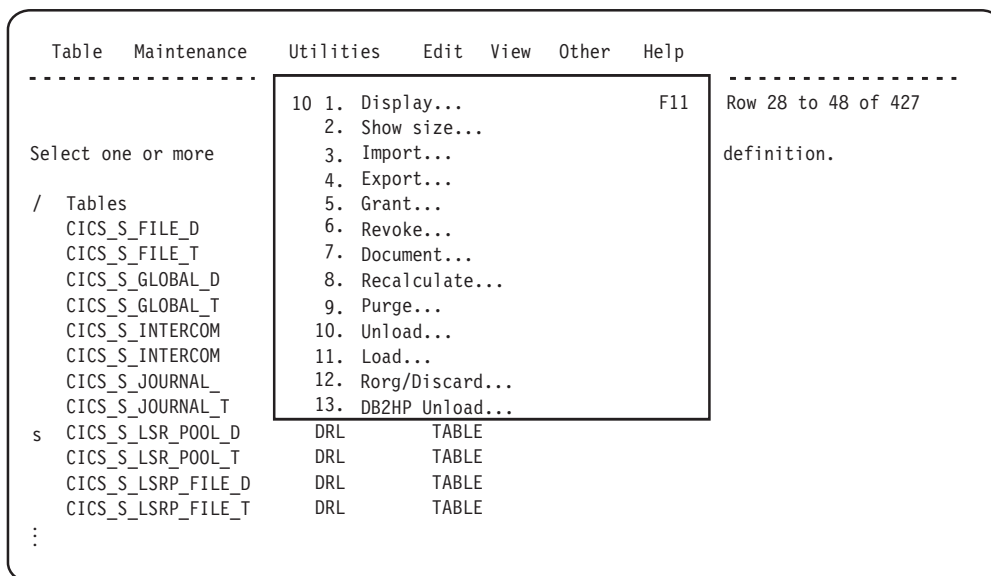 Table Maintenance Utilities Edit View Other Help
10 1. Display... F11 Row 28 to 48 of 427
2. Show size...
Select one or more 3. Import... definition.
4. Export...
/ Tables 5. Grant...
CICS_S_FILE_D 6. Revoke...
CICS_S_FILE_T 7. Document...
CICS_S_GLOBAL_D 8. Recalculate...
CICS_S_GLOBAL_T 9. Purge...
CICS_S_INTERCOM 10. Unload...
CICS_S_INTERCOM 11. Load...
CICS_S_JOURNAL_ 12. Rorg/Discard...
CICS_S_JOURNAL_T 13. DB2HP Unload...
s CICS_S_LSR_POOL_D DRL TABLE
CICS_S_LSR_POOL_T DRL TABLE
CICS_S_LSRP_FILE_D DRL TABLE
CICS_S_LSRP_FILE_T DRL TABLE